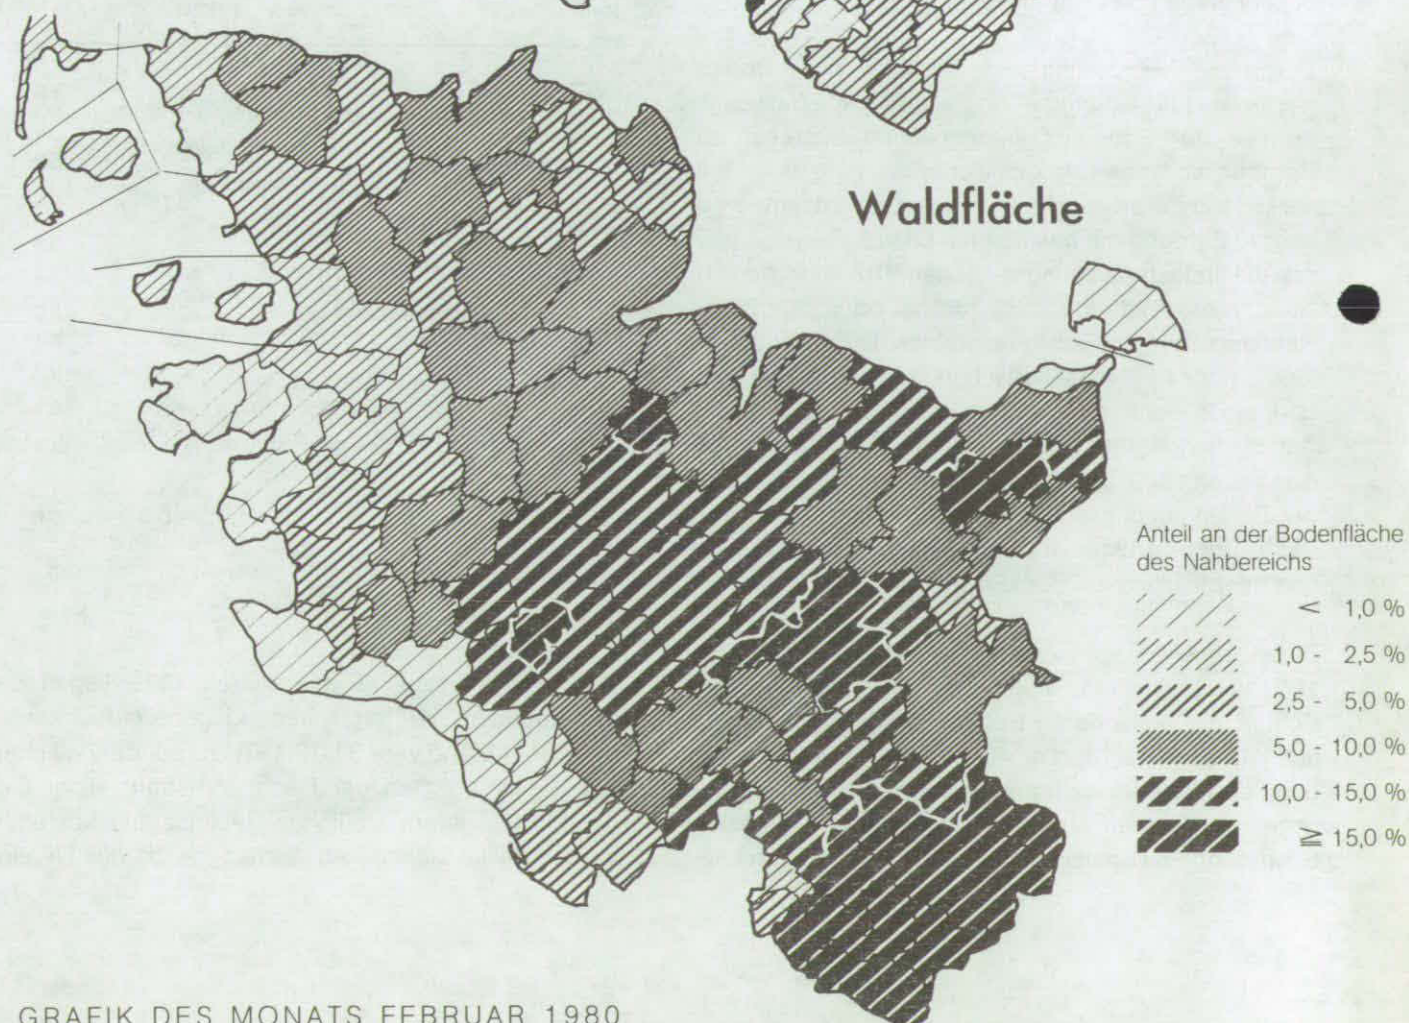 Waldfläche
Anteil an der Bodenfläche
des Nahbereichs
< 1,0 %
1,0 - 2,5 %
2,5 - 5,0 %
5,0 - 10,0 %
10,0 - 15,0 %
≧ 15,0 %
GRAFIK DES MONATS FEBRUAR 1980